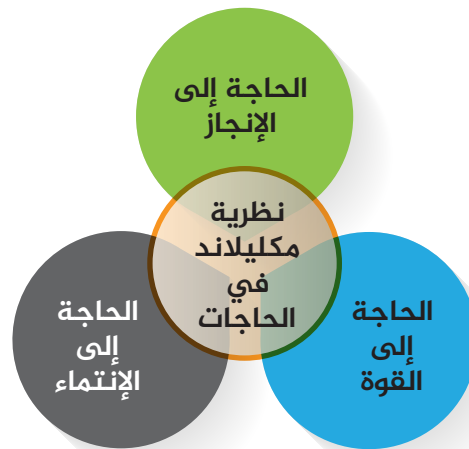 الحاجة إلى
الإنجاز
نظرية
مكليلاند
في
الحاجات
الحاجة
إلى
القوة
الحاجة
إلى
الإنتماء